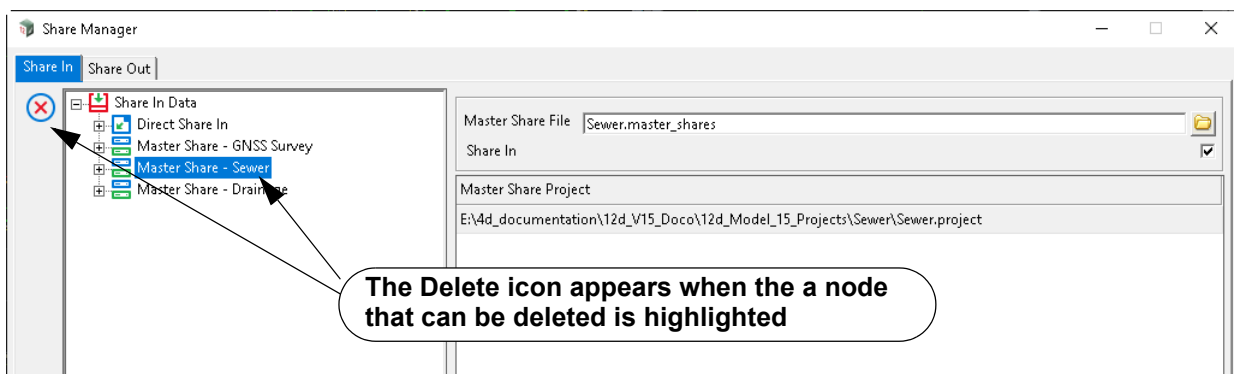 Share Manager
Share In Share Out
Share In Data
Direct Share In
Master Share - GNSS Survey
Master Share - Sewer
Master Share - Drainage
Master Share File Sewer.master_shares
Share In
Master Share Project
E:\4d_documentation\12d_V15_Doco\12d_Model_15_Projects\Sewer\Sewer.project
The Delete icon appears when the a node
that can be deleted is highlighted